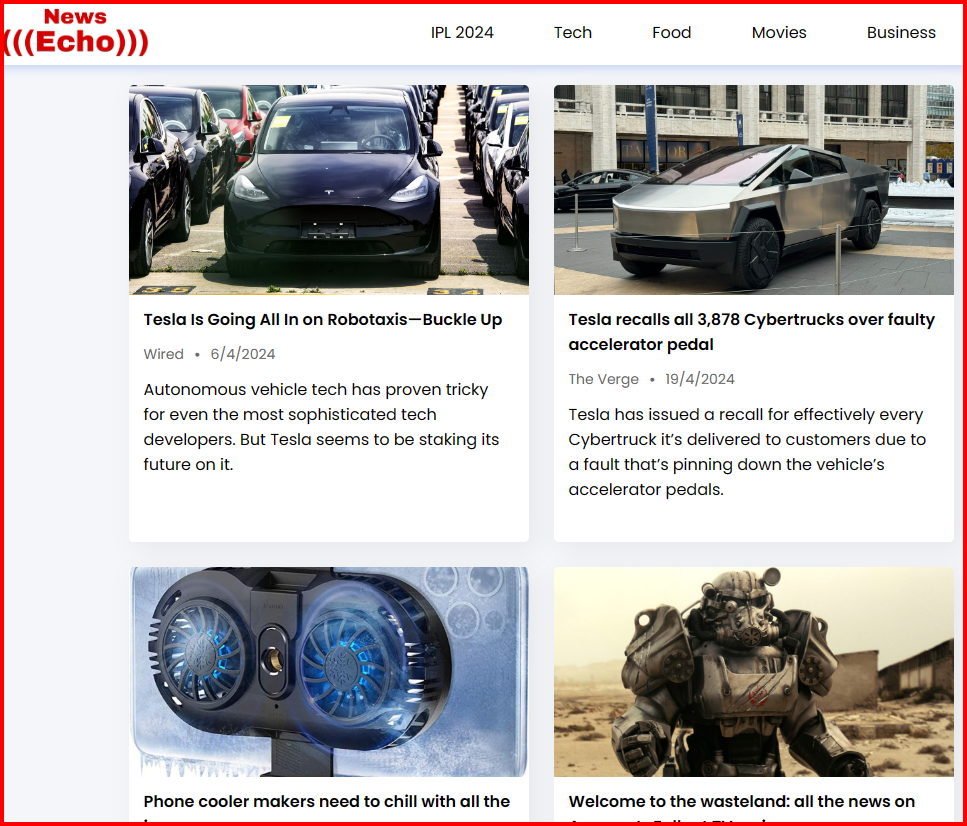 News
(((Echo)))
IPL 2024
Tech
Food
Movies
Business
Tesla Is Going All In on Robotaxis—Buckle Up
Wired • 6/4/2024
Autonomous vehicle tech has proven tricky
for even the most sophisticated tech
developers. But Tesla seems to be staking its
future on it.
Tesla recalls all 3,878 Cybertrucks over faulty
accelerator pedal
The Verge • 19/4/2024
Tesla has issued a recall for effectively every
Cybertruck it’s delivered to customers due to
a fault that’s pinning down the vehicle’s
accelerator pedals.
Phone cooler makers need to chill with all the
Welcome to the wasteland: all the news on